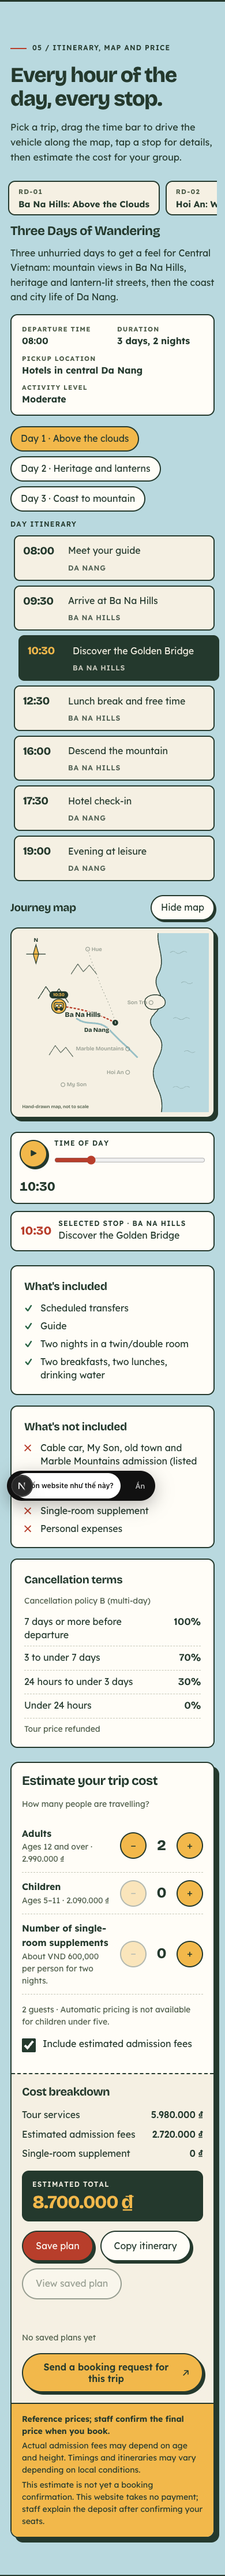 05 / ITINERARY, MAP AND PRICE
Every hour of the
day, every stop.
Pick a trip, drag the time bar to drive the
vehicle along the map, tap a stop for details,
then estimate the cost for your group.
RD-01
Ba Na Hills: Above the Clouds
RD-02
Hoi An: W
Three Days of Wandering
Three unhurried days to get a feel for Central
Vietnam: mountain views in Ba Na Hills,
heritage and lantern-lit streets, then the coast
and city life of Da Nang.
DEPARTURE TIME
08:00
DURATION
3 days, 2 nights
PICKUP LOCATION
Hotels in central Da Nang
ACTIVITY LEVEL
Moderate
Day 1 · Above the clouds
Day 2 · Heritage and lanterns
Day 3 · Coast to mountain
DAY ITINERARY
08:00 Meet your guide
DA NANG
09:30 Arrive at Ba Na Hills
BA NA HILLS
10:30 Discover the Golden Bridge
BA NA HILLS
12:30 Lunch break and free time
BA NA HILLS
16:00 Descend the mountain
BA NA HILLS
17:30 Hotel check-in
DA NANG
19:00 Evening at leisure
DA NANG
Journey map
Hide map
N
Hue
10:30
Son Tra
Ba Na Hills
1
Da Nang
Marble Mountains
Hoi An
My Son
Hand-drawn map, not to scale
TIME OF DAY
10:30
10:30
SELECTED STOP · BA NA HILLS
Discover the Golden Bridge
What's included
Scheduled transfers
Guide
Two nights in a twin/double room
Two breakfasts, two lunches,
drinking water
What's not included
Cable car, My Son, old town and
Marble Mountains admission (listed
N
ốn website như thế này?
Ẩn
Single-room supplement
Personal expenses
Cancellation terms
Cancellation policy B (multi-day)
7 days or more before
departure
100%
3 to under 7 days 70%
24 hours to under 3 days 30%
Under 24 hours 0%
Tour price refunded
Estimate your trip cost
How many people are travelling?
Adults
Ages 12 and over ·
2.990.000 ₫
− 2 +
Children
Ages 5–11 · 2.090.000 ₫
− 0 +
Number of single-
room supplements
About VND 600,000
per person for two
nights.
− 0 +
2 guests · Automatic pricing is not available
for children under five.
Include estimated admission fees
Cost breakdown
Tour services 5.980.000 ₫
Estimated admission fees 2.720.000 ₫
Single-room supplement 0 ₫
ESTIMATED TOTAL
8.700.000 ₫
Save plan
Copy itinerary
View saved plan
No saved plans yet
Send a booking request for
this trip
Reference prices; staff confirm the final
price when you book.
Actual admission fees may depend on age
and height. Timings and itineraries may vary
depending on local conditions.
This estimate is not yet a booking
confirmation. This website takes no payment;
staff explain the deposit after confirming your
seats.